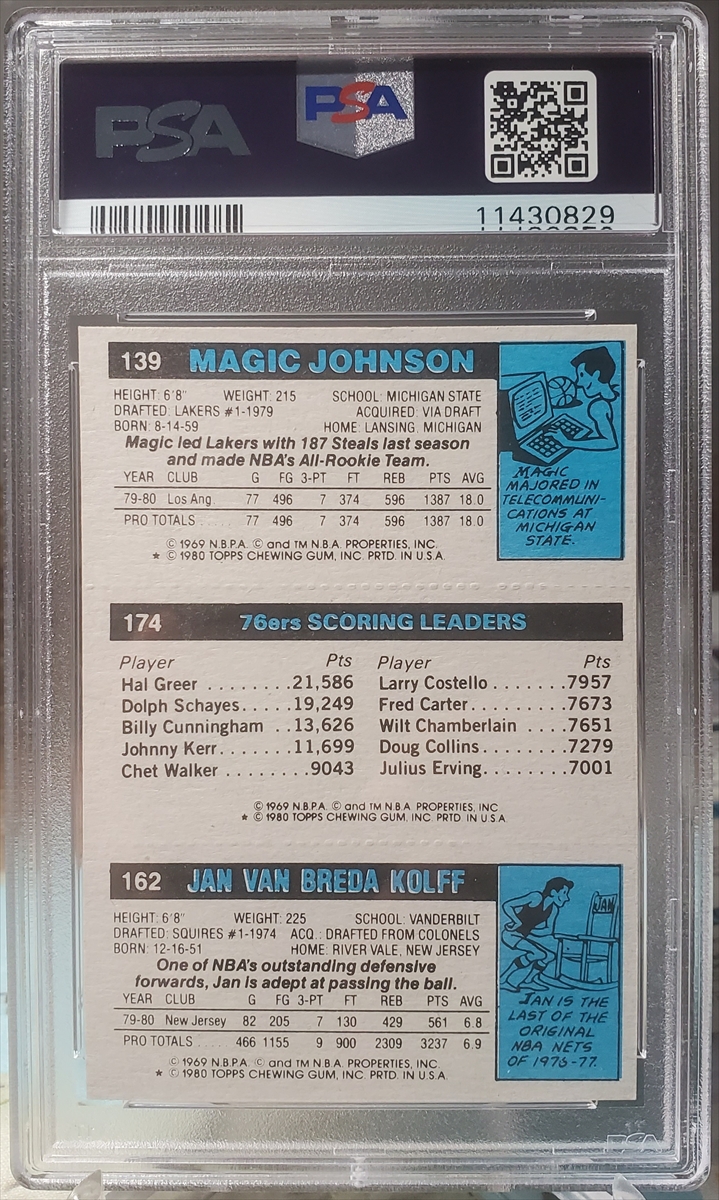 PSA PSA
11430829
139 MAGIC JOHNSON
HEIGHT: 6'8" WEIGHT: 215 SCHOOL: MICHIGAN STATE
DRAFTED: LAKERS #1-1979 ACQUIRED: VIA DRAFT
BORN: 8-14-59 HOME: LANSING, MICHIGAN
Magic led Lakers with 187 Steals last season
and made NBA's All-Rookie Team.
YEAR CLUB G FG 3-PT FT REB PTS AVG
79-80 Los Ang 77 496 7 374 596 1387 18.0
PRO TOTALS ..... 77 496 7 374 596 1387 18.0
© 1969 N.B.P.A. © and TM N.B.A. PROPERTIES, INC.
★ © 1980 TOPPS CHEWING GUM, INC. PRTD. IN U.S.A.
MAGIC
MAJORED IN
TELECOMMUNI-
CATIONS AT
MICHIGAN
STATE.
174 76ers SCORING LEADERS
Player Pts Player Pts
Hal Greer ........21,586 Larry Costello.......7957
Dolph Schayes.....19,249 Fred Carter.........7673
Billy Cunningham ..13,626 Wilt Chamberlain ....7651
Johnny Kerr.......11,699 Doug Collins........7279
Chet Walker ........9043 Julius Erving........7001
© 1969 N.B.P.A. © and TM N.B.A. PROPERTIES, INC
★ © 1980 TOPPS CHEWING GUM, INC. PRTD. IN U.S.A
162 JAN VAN BREDA KOLFF
HEIGHT: 6'8" WEIGHT: 225 SCHOOL: VANDERBILT
DRAFTED: SQUIRES #1-1974 ACQ.: DRAFTED FROM COLONELS
BORN: 12-16-51 HOME: RIVER VALE, NEW JERSEY
One of NBA's outstanding defensive
forwards, Jan is adept at passing the ball.
YEAR CLUB G FG 3-PT FT REB PTS AVG
79-80 New Jersey 82 205 7 130 429 561 6.8
PRO TOTALS ..... 466 1155 9 900 2309 3237 6.9
© 1969 N.B.P.A. © and TM N.B.A. PROPERTIES, INC.
★ © 1980 TOPPS CHEWING GUM, INC. PRTD. IN U.S.A.
JAN
JAN IS THE
LAST OF THE
ORIGINAL
NBA NETS
OF 1976-77.
PSA